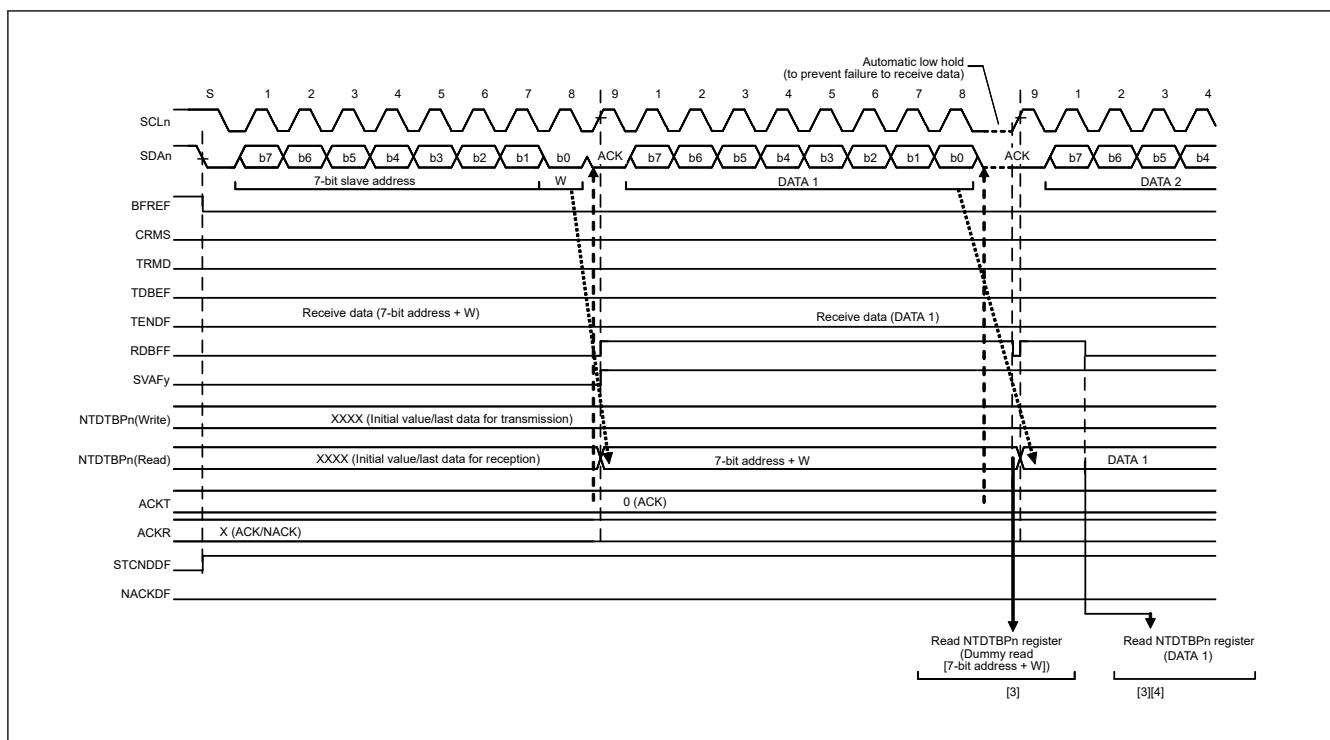 Automatic low hold
(to prevent failure to receive data)
S 1 2 3 4 5 6 7 8 9 1 2 3 4 5 6 7 8 9 1 2 3 4
SCLn
SDAn b7 b6 b5 b4 b3 b2 b1 b0 ACK b7 b6 b5 b4 b3 b2 b1 b0 ACK b7 b6 b5 b4
7-bit slave address W DATA 1 DATA 2
BFREF
CRMS
TRMD
TDBEF
Receive data (7-bit address + W) Receive data (DATA 1)
TENDF
RDBFF
SVAFy
NTDTBPn(Write) XXXX (Initial value/last data for transmission)
NTDTBPn(Read) XXXX (Initial value/last data for reception) 7-bit address + W DATA 1
ACKT 0 (ACK)
ACKR X (ACK/NACK)
STCNDDF
NACKDF
Read NTDTBPn register
(Dummy read
[7-bit address + W])
[3]
Read NTDTBPn register
(DATA 1)
[3][4]